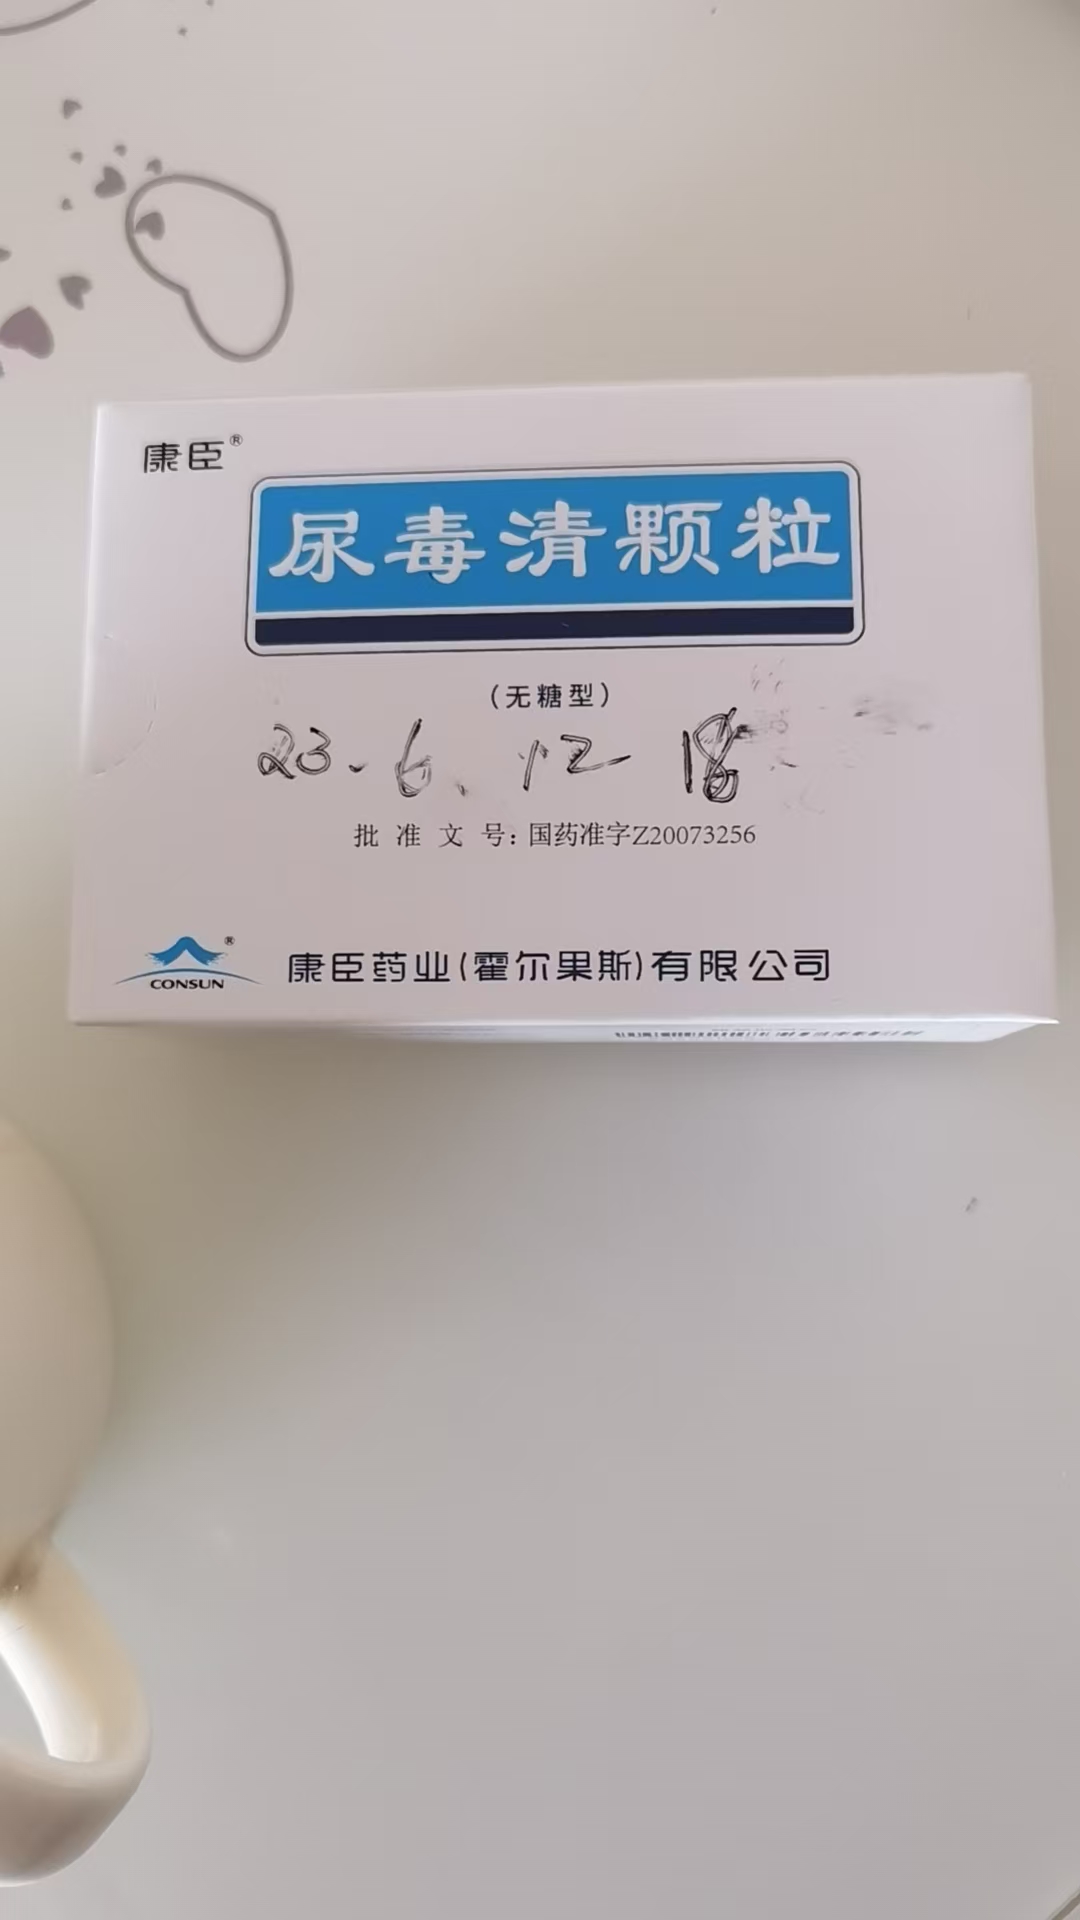 康臣®
尿毒清颗粒
(无糖型)
23.6.12 18
批准文号:国药准字Z20073256
CONSUN®
康臣药业(霍尔果斯)有限公司